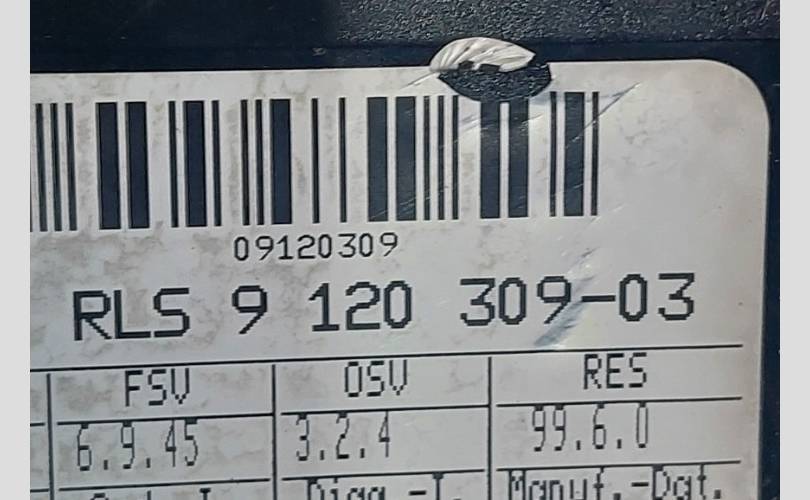 09120309
RLS 9 120 309-03
FSV OSV RES
6.9.45 3.2.4 99.6.0
Manuf.-Dat.